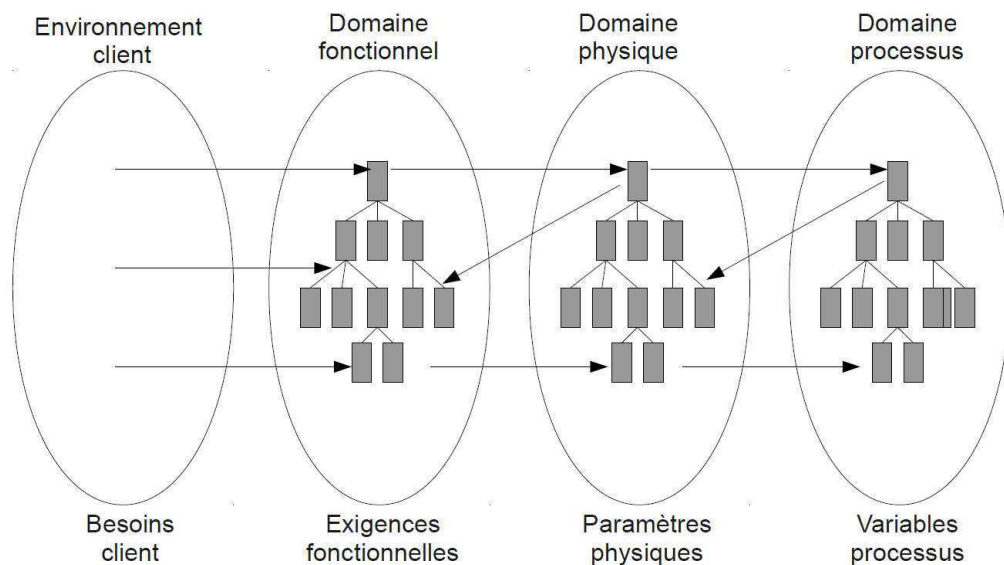 Environnement
client
Domaine
fonctionnel
Domaine
physique
Domaine
processus
Besoins
client
Exigences
fonctionnelles
Paramètres
physiques
Variables
processus